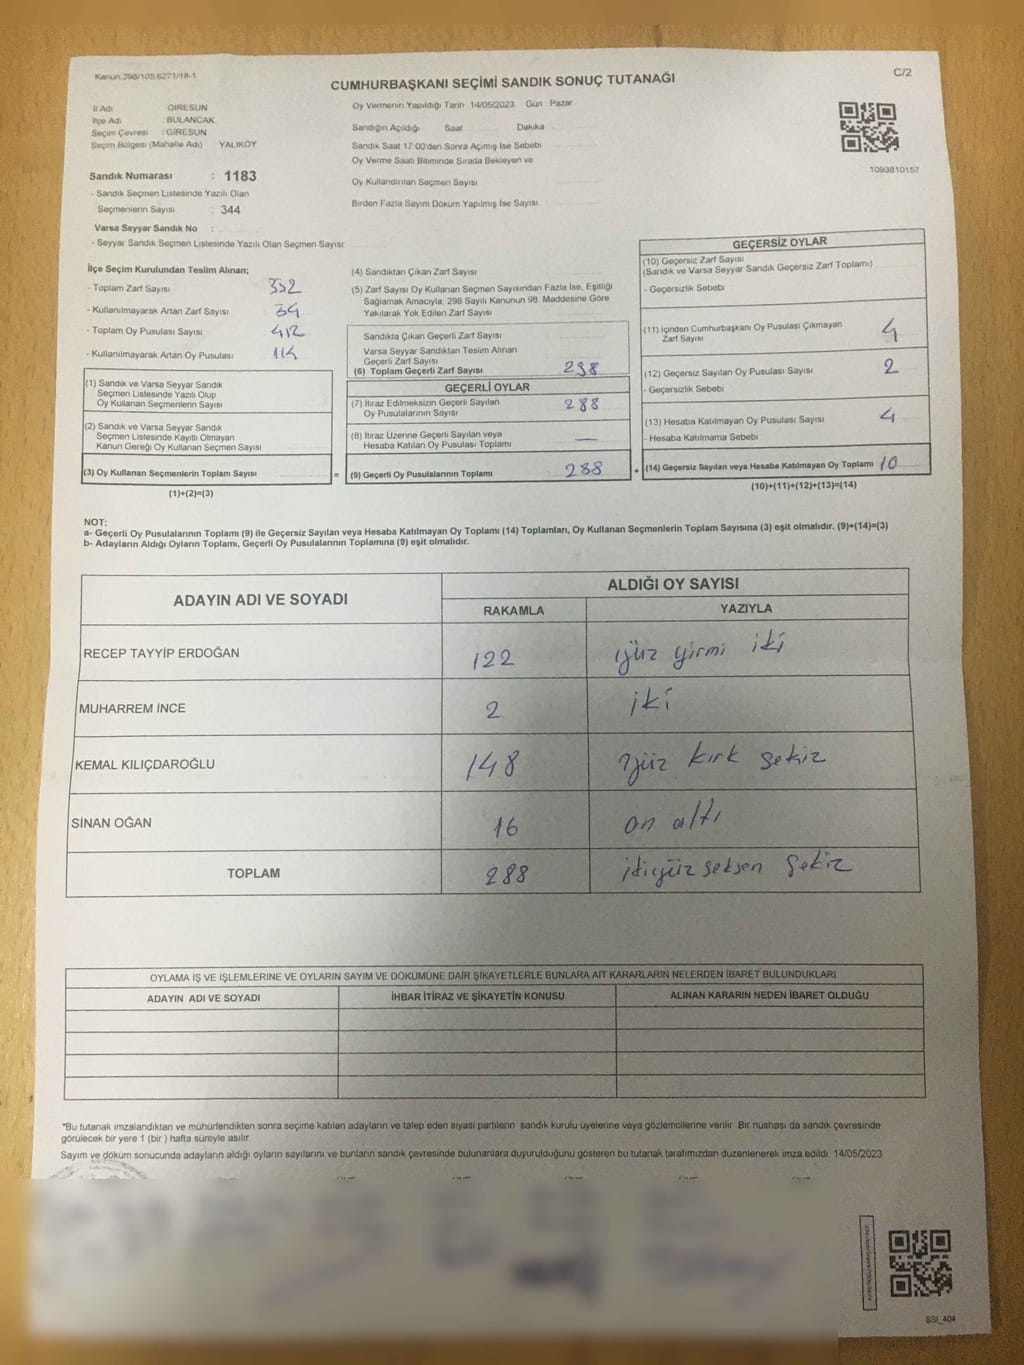 Kanun,298/105,6271/18-1
C/2
CUMHURBAŞKANI SEÇİMİ SANDIK SONUÇ TUTANAĞI
İl Adı GİRESUN
İlçe Adı BULANCAK
Seçim Çevresi : GİRESUN
Seçim Bölgesi (Mahalle Adı) YALIKÖY
Oy Vermenin Yapıldığı Tarih 14/05/2023 Gün : Pazar
Sandığın Açıldığı Saat Dakika
Sandık Saat 17:00'den Sonra Açımış İse Sebebi
Oy Verme Saati Bitiminde Sırada Bekleyen ve
Oy Kullandırılan Seçmen Sayısı
Birden Fazla Sayım Döküm Yapılmış İse Sayısı
1093810157
Sandık Numarası : 1183
- Sandık Seçmen Listesinde Yazılı Olan
Seçmenlerin Sayısı : 344
Varsa Seyyar Sandık No :
- Seyyar Sandık Seçmen Listesinde Yazılı Olan Seçmen Sayısı
İlçe Seçim Kurulundan Teslim Alınan;
- Toplam Zarf Sayısı 332
- Kullanılmayarak Artan Zarf Sayısı 34
- Toplam Oy Pusulası Sayısı 412
- Kullanılmayarak Artan Oy Pusulası 114
(1) Sandık ve Varsa Seyyar Sandık
Seçmen Listesinde Yazılı Olup
Oy Kullanan Seçmenlerin Sayısı
(2) Sandık ve Varsa Seyyar Sandık
Seçmen Listesinde Kayıtlı Olmayan
Kanun Gereği Oy Kullanan Seçmen Sayısı
(3) Oy Kullanan Seçmenlerin Toplam Sayısı
(1)+(2)=(3)
(4) Sandıktan Çıkan Zarf Sayısı
(5) Zarf Sayısı Oy Kullanan Seçmen Sayısından Fazla İse, Eşitliği
Sağlamak Amacıyla, 298 Sayılı Kanunun 98. Maddesine Göre
Yakılarak Yok Edilen Zarf Sayısı
Sandıkta Çıkan Geçerli Zarf Sayısı
Varsa Seyyar Sandıktan Teslim Alınan
Geçerli Zarf Sayısı
(6) Toplam Geçerli Zarf Sayısı 298
GEÇERLİ OYLAR
(7) İtiraz Edilmeksizin Geçerli Sayılan
Oy Pusulalarının Sayısı 288
(8) İtiraz Üzerine Geçerli Sayılan veya
Hesaba Katılan Oy Pusulası Toplamı —
= (9) Geçerli Oy Pusulalarının Toplamı 288
GEÇERSİZ OYLAR
(10) Geçersiz Zarf Sayısı
(Sandık ve Varsa Seyyar Sandık Geçersiz Zarf Toplamı)
- Geçersizlik Sebebi
(11) İçinden Cumhurbaşkanı Oy Pusulası Çıkmayan
Zarf Sayısı 4
(12) Geçersiz Sayılan Oy Pusulası Sayısı 2
- Geçersizlik Sebebi
(13) Hesaba Katılmayan Oy Pusulası Sayısı 4
- Hesaba Katılmama Sebebi
+ (14) Geçersiz Sayılan veya Hesaba Katılmayan Oy Toplamı 10
(10)+(11)+(12)+(13)=(14)
NOT:
a- Geçerli Oy Pusulalarının Toplamı (9) ile Geçersiz Sayılan veya Hesaba Katılmayan Oy Toplamı (14) Toplamları, Oy Kullanan Seçmenlerin Toplam Sayısına (3) eşit olmalıdır. (9)+(14)=(3)
b- Adayların Aldığı Oyların Toplamı, Geçerli Oy Pusulalarının Toplamına (9) eşit olmalıdır.
ADAYIN ADI VE SOYADI ALDIĞI OY SAYISI
RAKAMLA YAZIYLA
RECEP TAYYİP ERDOĞAN 122 yüz yirmi iki
MUHARREM İNCE 2 iki
KEMAL KILIÇDAROĞLU 148 yüz kırk sekiz
SİNAN OĞAN 16 on altı
TOPLAM 288 ikiyüz seksen sekiz
OYLAMA İŞ VE İŞLEMLERİNE VE OYLARIN SAYIM VE DÖKÜMÜNE DAİR ŞİKAYETLERLE BUNLARA AİT KARARLARIN NELERDEN İBARET BULUNDUKLARI
ADAYIN ADI VE SOYADI İHBAR İTİRAZ VE ŞİKAYETİN KONUSU ALINAN KARARIN NEDEN İBARET OLDUĞU
*Bu tutanak imzalandıktan ve mühürlendikten sonra seçime katılan adayların ve talep eden siyasi partilerin sandık kurulu üyelerine veya gözlemcilerine verilir. Bir nüshası da sandık çevresinde
görülecek bir yere 1 (bir ) hafta süreyle asılır.
Sayım ve döküm sonucunda adayların aldığı oyların sayılarını ve bunların sandık çevresinde bulunanlara duyurulduğunu gösteren bu tutanak tarafımızdan düzenlenerek imza edildi. 14/05/2023
SSI_404